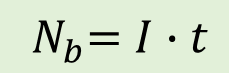 N_b = I · t